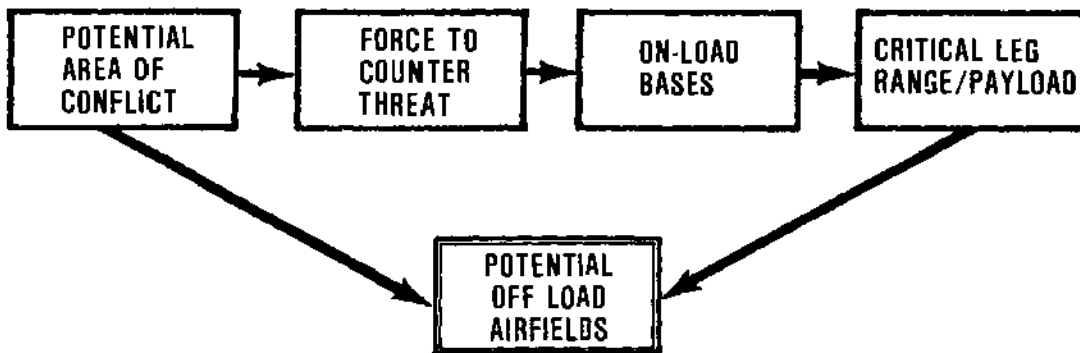 POTENTIAL
AREA OF
CONFLICT
FORCE TO
COUNTER
THREAT
ON-LOAD
BASES
CRITICAL LEG
RANGE/PAYLOAD
POTENTIAL
OFF LOAD
AIRFIELDS